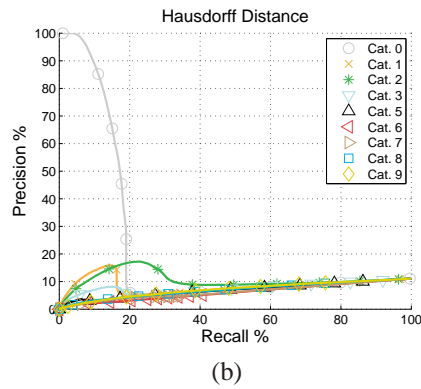 Hausdorff Distance
100
90
80
70
60
50
40
30
20
10
0
Precision %
0 20 40 60 80 100
Recall %
Cat. 0
Cat. 1
Cat. 2
Cat. 3
Cat. 5
Cat. 6
Cat. 7
Cat. 8
Cat. 9
(b)